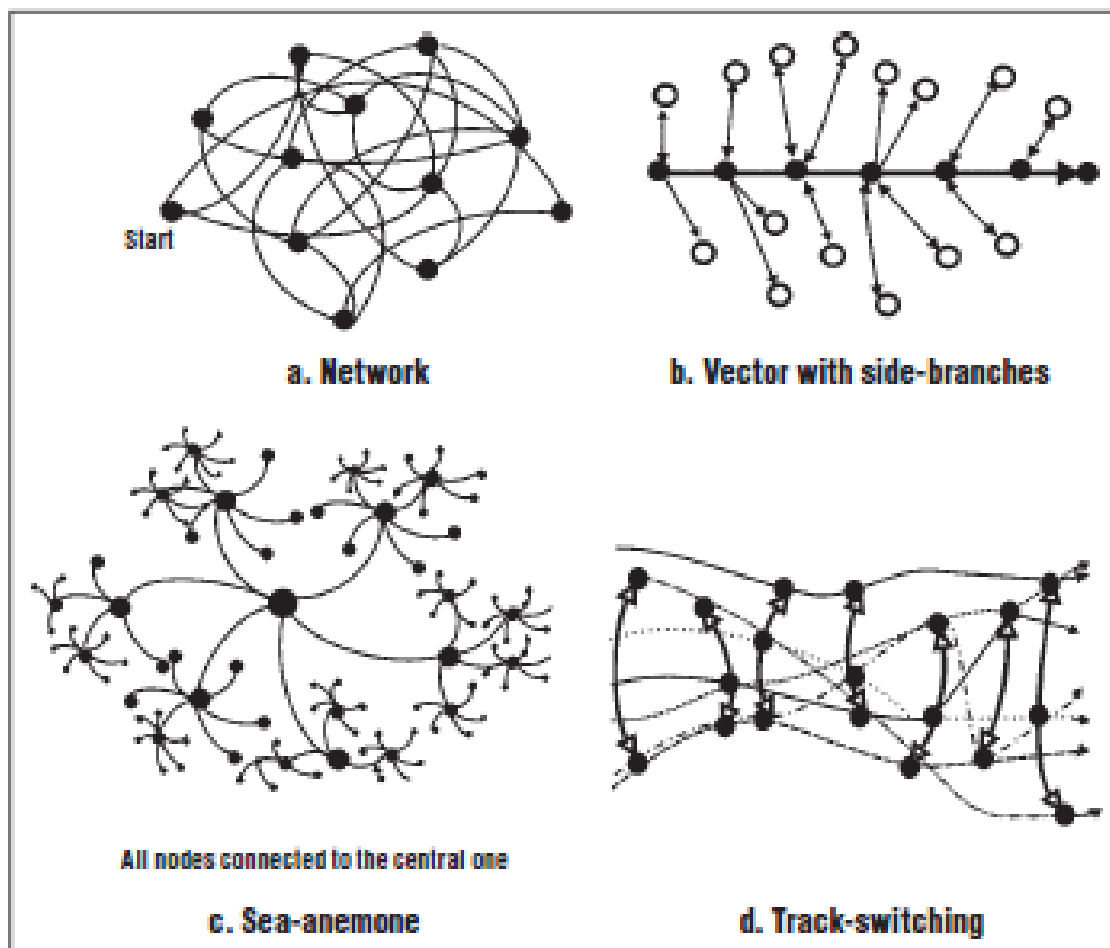 Start
a. Network
b. Vector with side-branches
All nodes connected to the central one
c. Sea-anemone
d. Track-switching